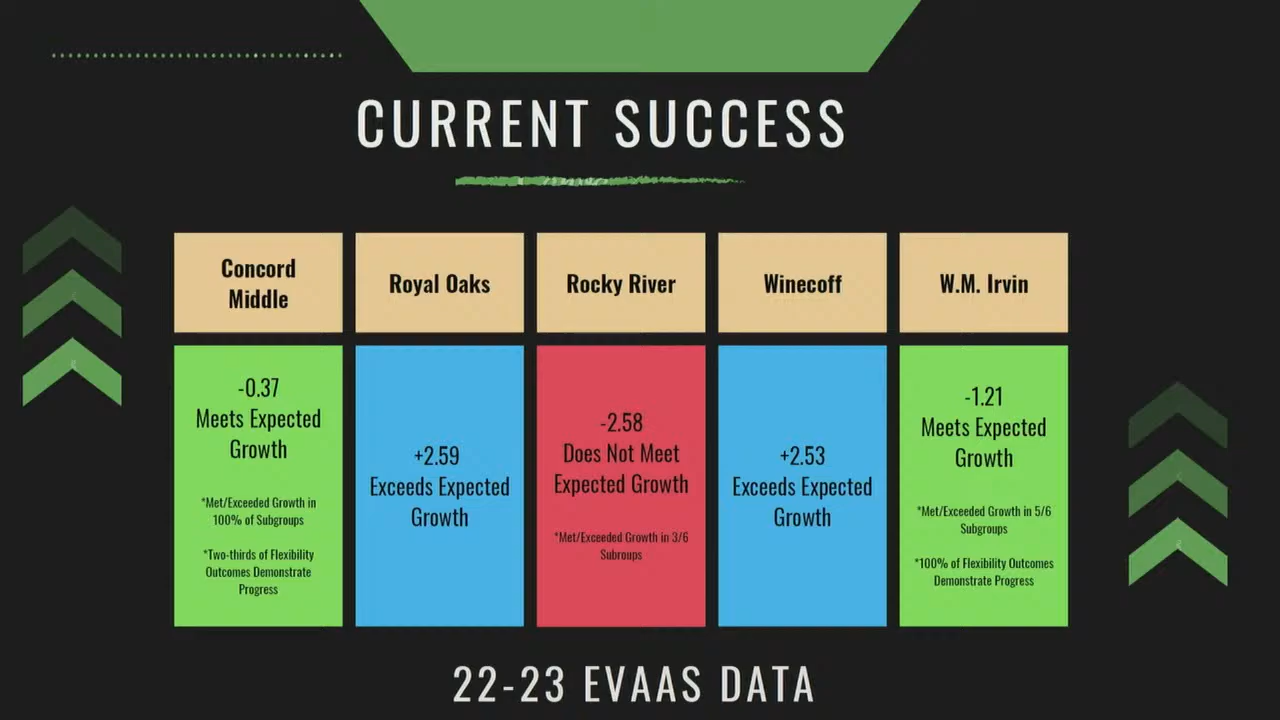 CURRENT SUCCESS
Concord
Middle
Royal Oaks
Rocky River
Winecoff
W.M. Irvin
-0.37
Meets Expected
Growth
*Met/Exceeded Growth in
100% of Subgroups
*Two-thirds of Flexibility
Outcomes Demonstrate
Progress
+2.59
Exceeds Expected
Growth
-2.58
Does Not Meet
Expected Growth
*Met/Exceeded Growth in 3/6
Subroups
+2.53
Exceeds Expected
Growth
-1.21
Meets Expected
Growth
*Met/Exceeded Growth in 5/6
Subgroups
*100% of Flexibility Outcomes
Demonstrate Progress
22-23 EVAAS DATA